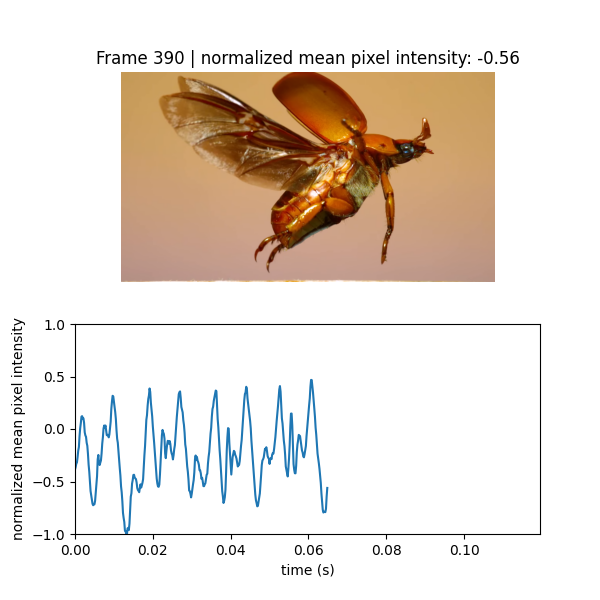 Frame 390 | normalized mean pixel intensity: -0.56
normalized mean pixel intensity
1.0
0.5
0.0
−0.5
−1.0
0.00 0.02 0.04 0.06 0.08 0.10
time (s)